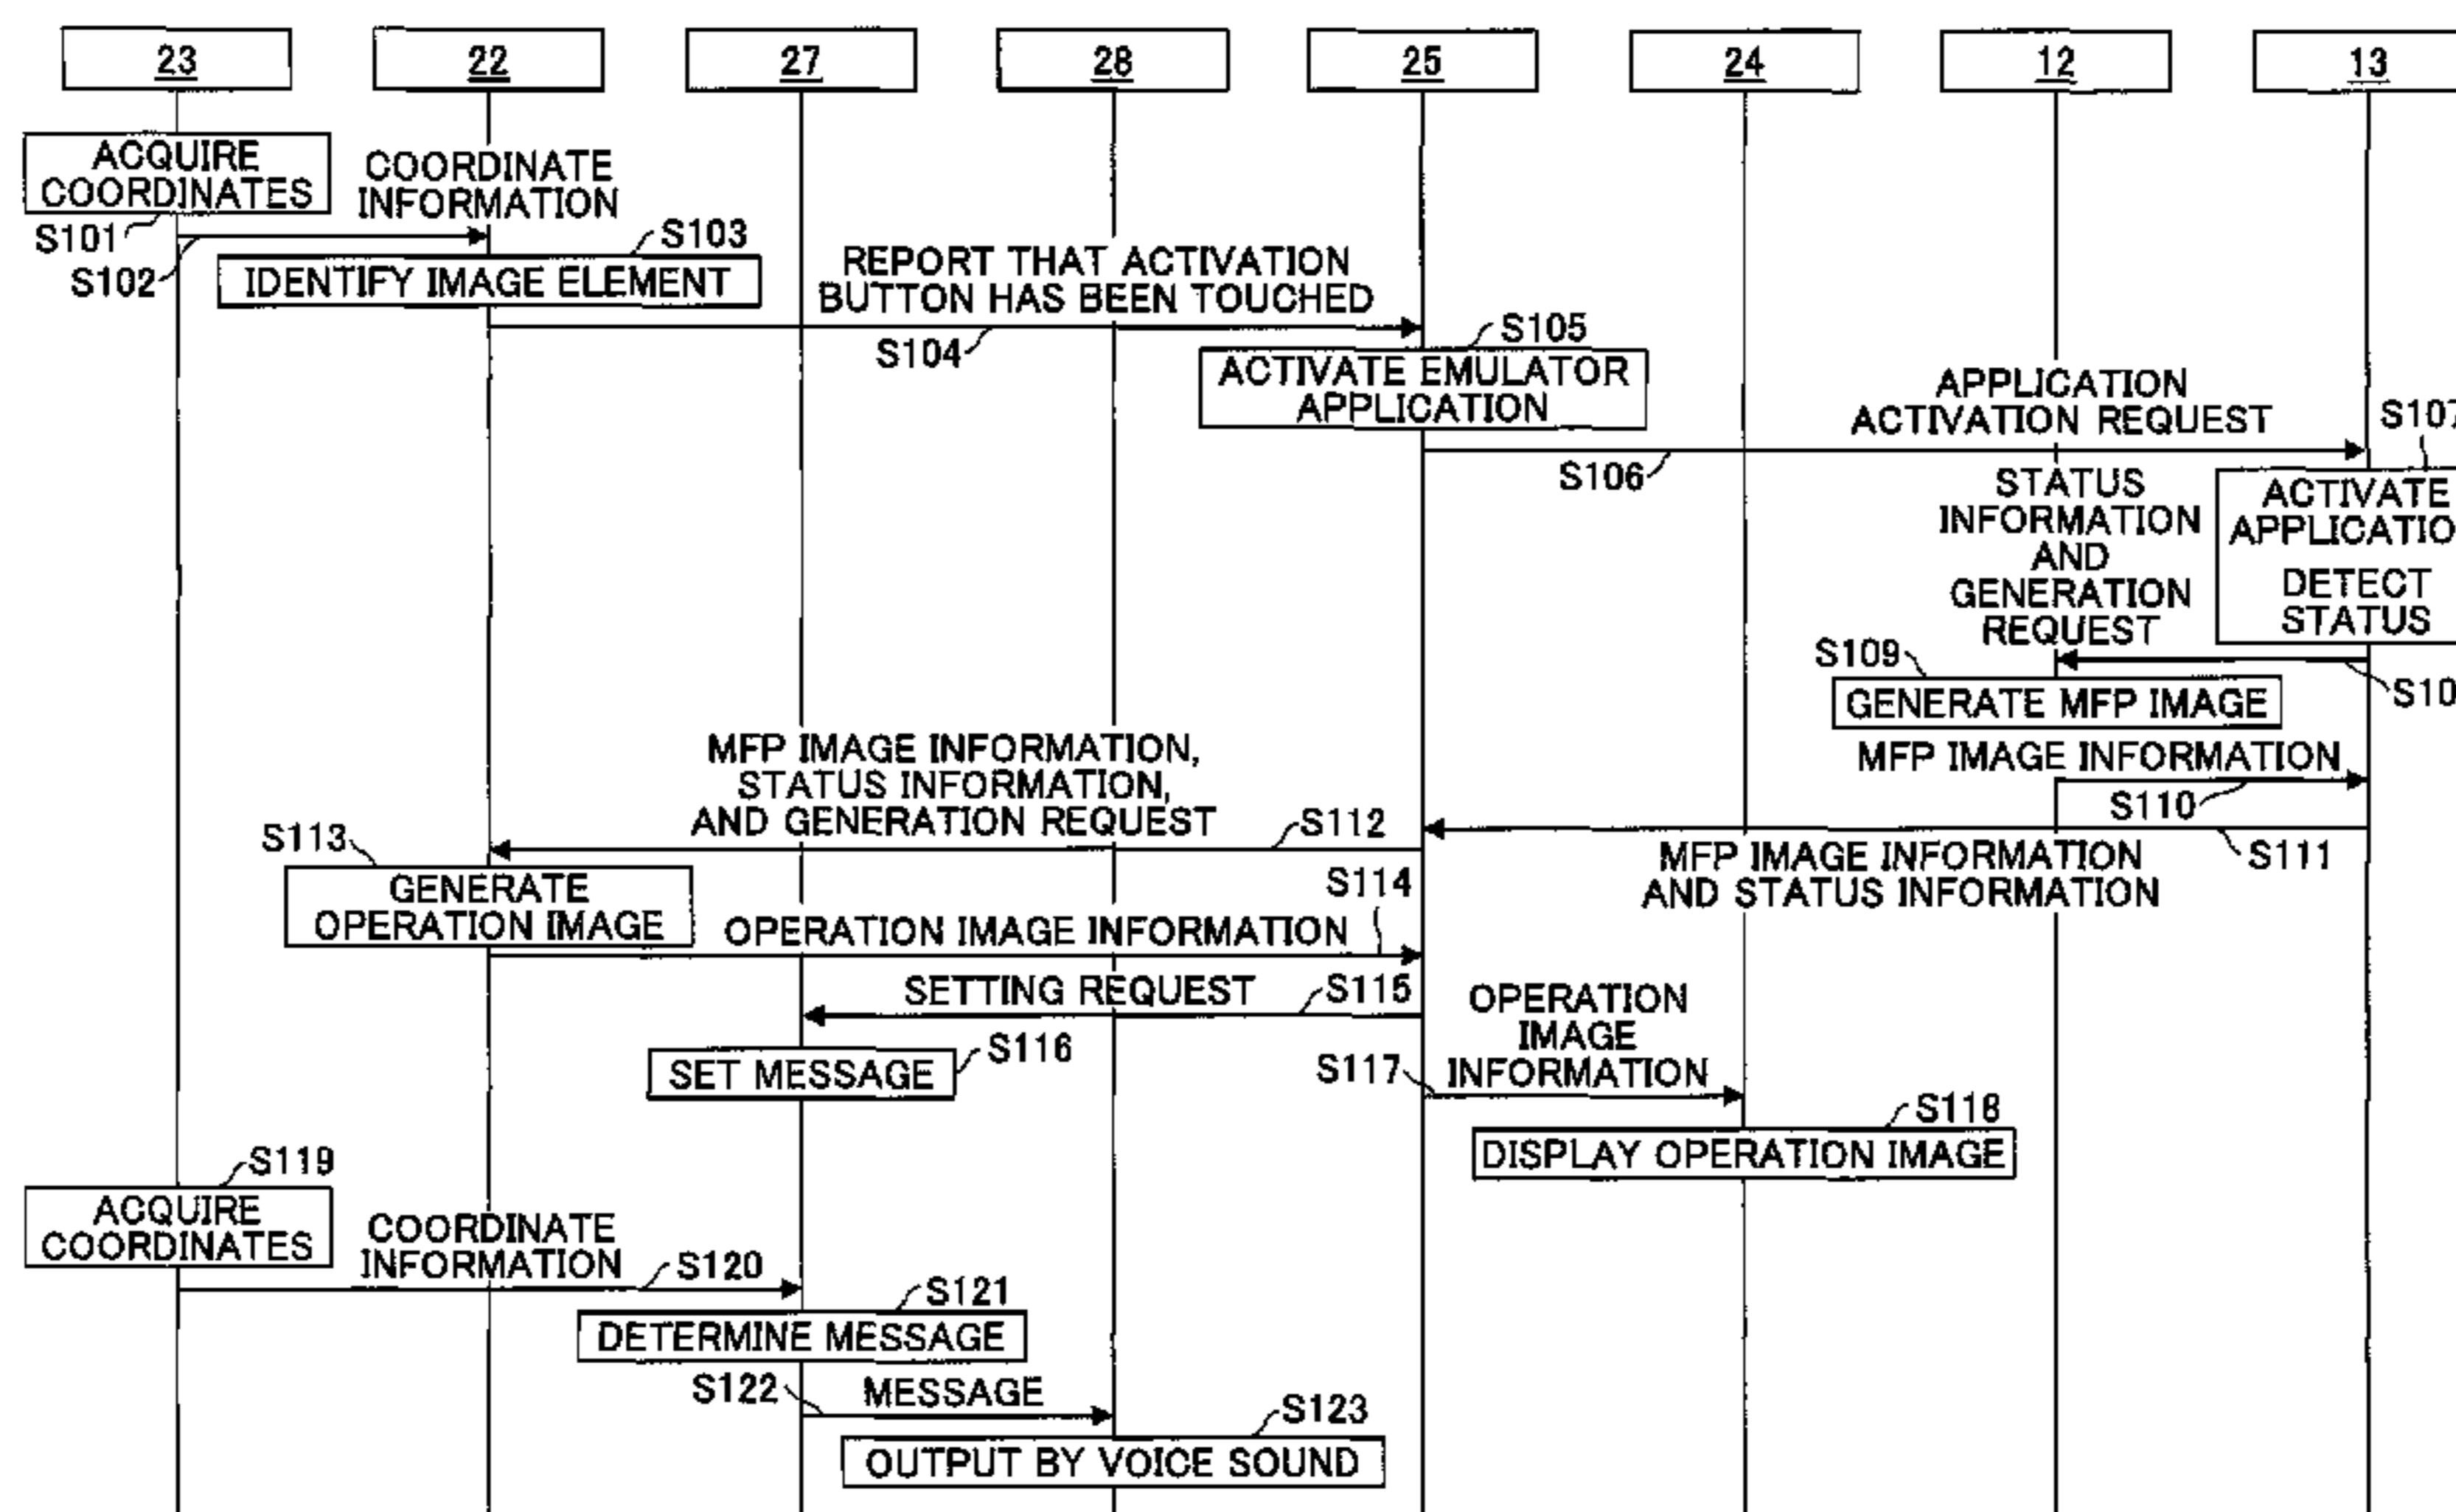 23 22 27 28 25 24 12 13
ACQUIRE
COORDINATES
COORDINATE
INFORMATION
S101
S102
S103
IDENTIFY IMAGE ELEMENT
REPORT THAT ACTIVATION
BUTTON HAS BEEN TOUCHED
S104
S105
ACTIVATE EMULATOR
APPLICATION
APPLICATION
ACTIVATION REQUEST
S106
S107
ACTIVATE
APPLICATIO
DETECT
STATUS
STATUS
INFORMATION
AND
GENERATION
REQUEST
S10
S109
GENERATE MFP IMAGE
MFP IMAGE INFORMATION
S110
S111
MFP IMAGE INFORMATION
AND STATUS INFORMATION
MFP IMAGE INFORMATION,
STATUS INFORMATION,
AND GENERATION REQUEST
S112
S113
GENERATE
OPERATION IMAGE
S114
OPERATION IMAGE INFORMATION
SETTING REQUEST
S115
S116
SET MESSAGE
OPERATION
IMAGE
INFORMATION
S117
S118
DISPLAY OPERATION IMAGE
S119
ACQUIRE
COORDINATES
COORDINATE
INFORMATION
S120
S121
DETERMINE MESSAGE
S122
MESSAGE
S123
OUTPUT BY VOICE SOUND